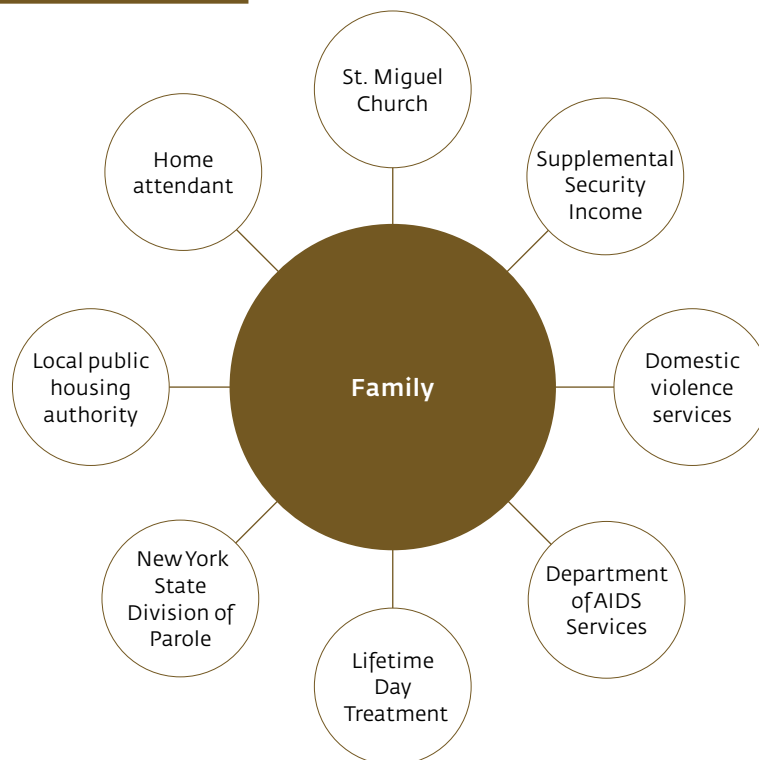 St. Miguel
Church
Supplemental
Security
Income
Domestic
violence
services
Department
of AIDS
Services
Lifetime
Day
Treatment
New York
State
Division of
Parole
Local public
housing
authority
Home
attendant
Family